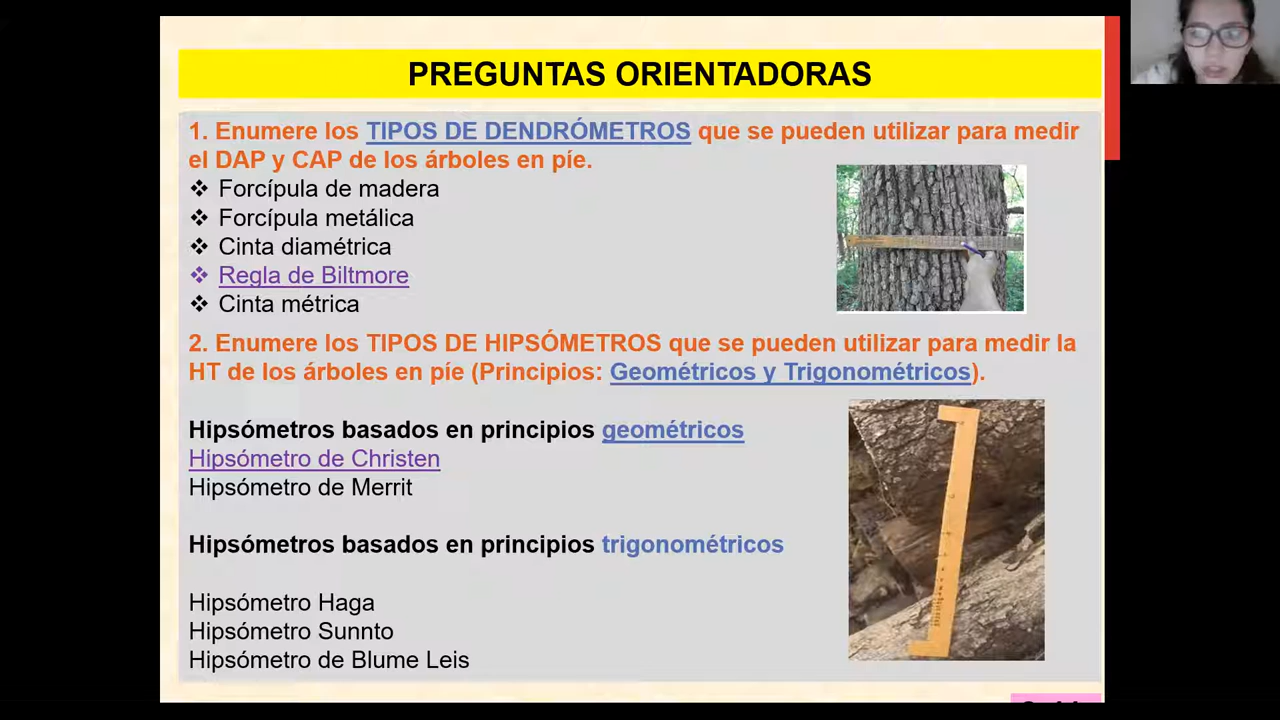 PREGUNTAS ORIENTADORAS
1. Enumere los TIPOS DE DENDRÓMETROS que se pueden utilizar para medir
el DAP y CAP de los árboles en píe.
❖ Forcípula de madera
❖ Forcípula metálica
❖ Cinta diamétrica
❖ Regla de Biltmore
❖ Cinta métrica
2. Enumere los TIPOS DE HIPSÓMETROS que se pueden utilizar para medir la
HT de los árboles en píe (Principios: Geométricos y Trigonométricos).
Hipsómetros basados en principios geométricos
Hipsómetro de Christen
Hipsómetro de Merrit
Hipsómetros basados en principios trigonométricos
Hipsómetro Haga
Hipsómetro Sunnto
Hipsómetro de Blume Leis